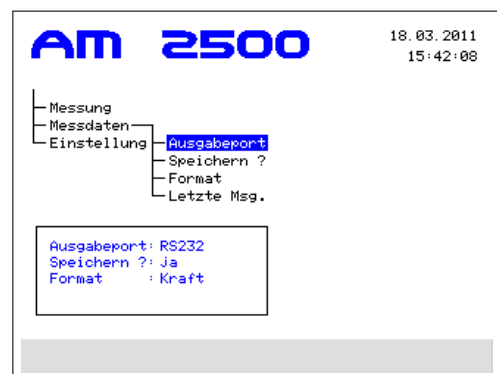 AM 2500
18.03.2011
15:42:08
Messung
Messdaten
Einstellung
Ausgabeport
Speichern ?
Format
Letzte Msg.
Ausgabeport: RS232
Speichern ?: ja
Format : Kraft